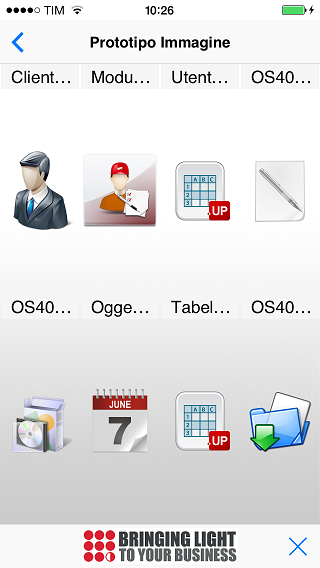 TIM 10:26
Prototipo Immagine
Client... Modu... Utent... OS40...
A B C
1
2
3
.UP
OS40... Ogge... Tabel... OS40...
JUNE
7
A B C
1
2
3
.UP
BRINGING LIGHT
TO YOUR BUSINESS